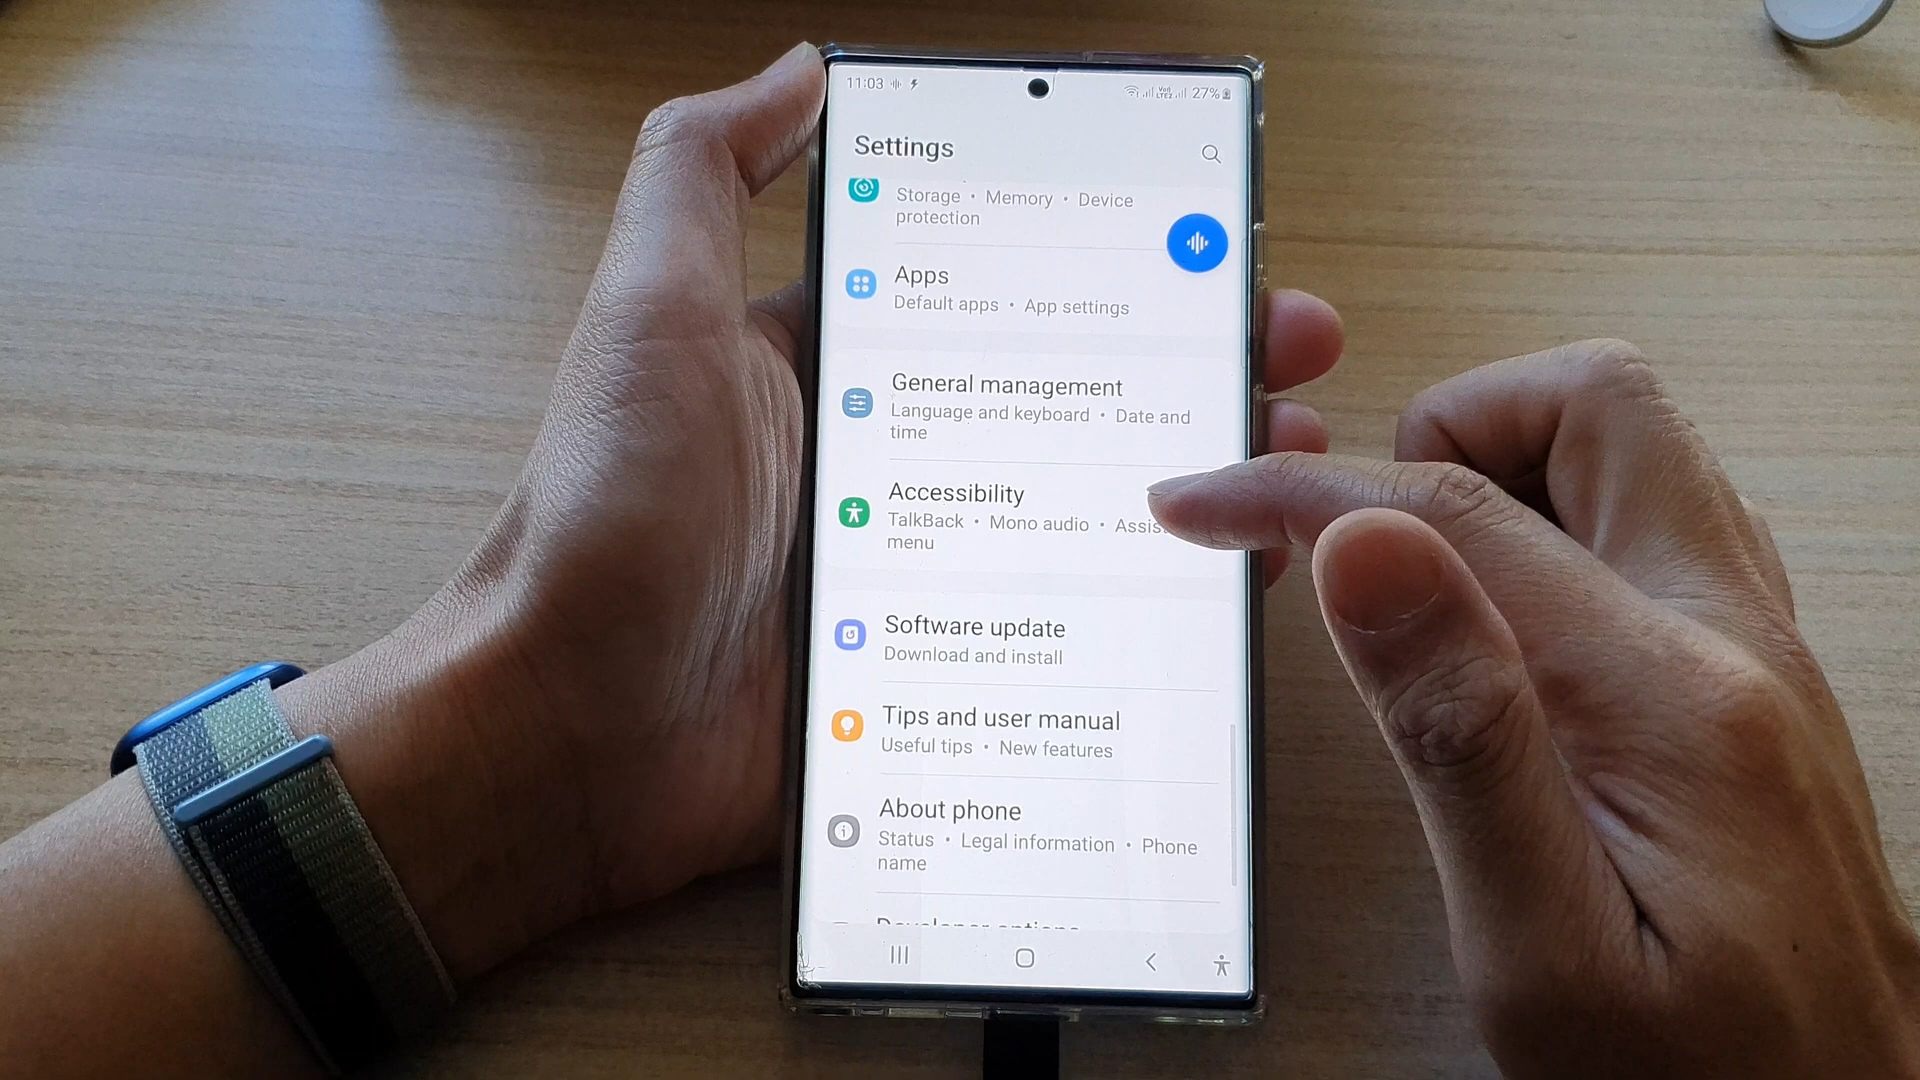 11:03 27%
Settings
Storage • Memory • Device
protection
Apps
Default apps • App settings
General management
Language and keyboard • Date and
time
Accessibility
TalkBack • Mono audio •
menu
Software update
Download and install
Tips and user manual
Useful tips • New features
About phone
Status • Legal information • Phone
name
Developer options